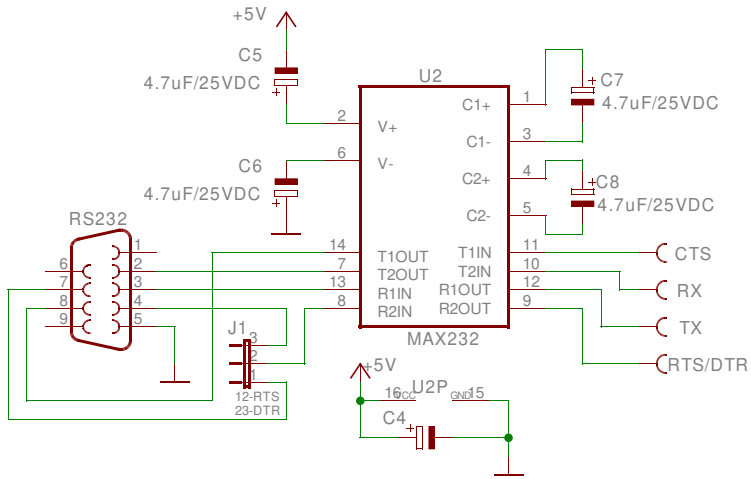 +5V
C5
4.7uF/25VDC
+
U2
C7
+
4.7uF/25VDC
C1+
1
2
V+
C1-
3
6
V-
C6
4.7uF/25VDC
+
C2+
4
C8
+
4.7uF/25VDC
C2-
5
RS232
1
6
2
7
3
8
4
9
5
14
T1OUT
T1IN
11
CTS
7
T2OUT
T2IN
10
RX
13
R1IN
R1OUT
12
TX
8
R2IN
R2OUT
9
RTS/DTR
J1
3
2
1
12-RTS
23-DTR
MAX232
+5V
U2P
16
VCC
GND
15
C4
+